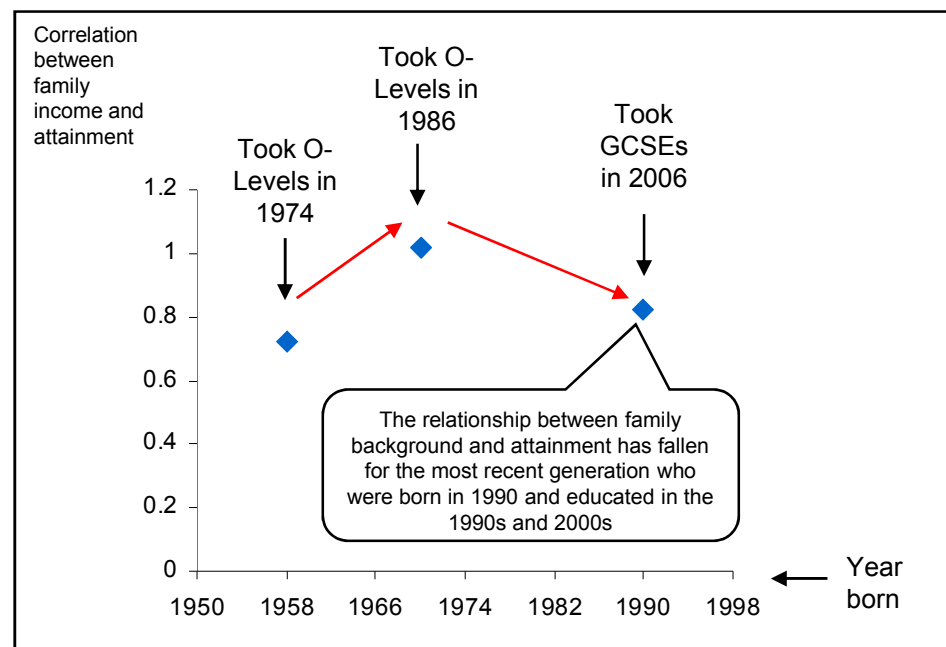 Correlation
between
family
income and
attainment
Took O-
Levels in
1974
Took O-
Levels in
1986
Took
GCSEs
in 2006
1.2
1
0.8
0.6
0.4
0.2
0
The relationship between family
background and attainment has fallen
for the most recent generation who
were born in 1990 and educated in the
1990s and 2000s
1950 1958 1966 1974 1982 1990 1998
Year
born